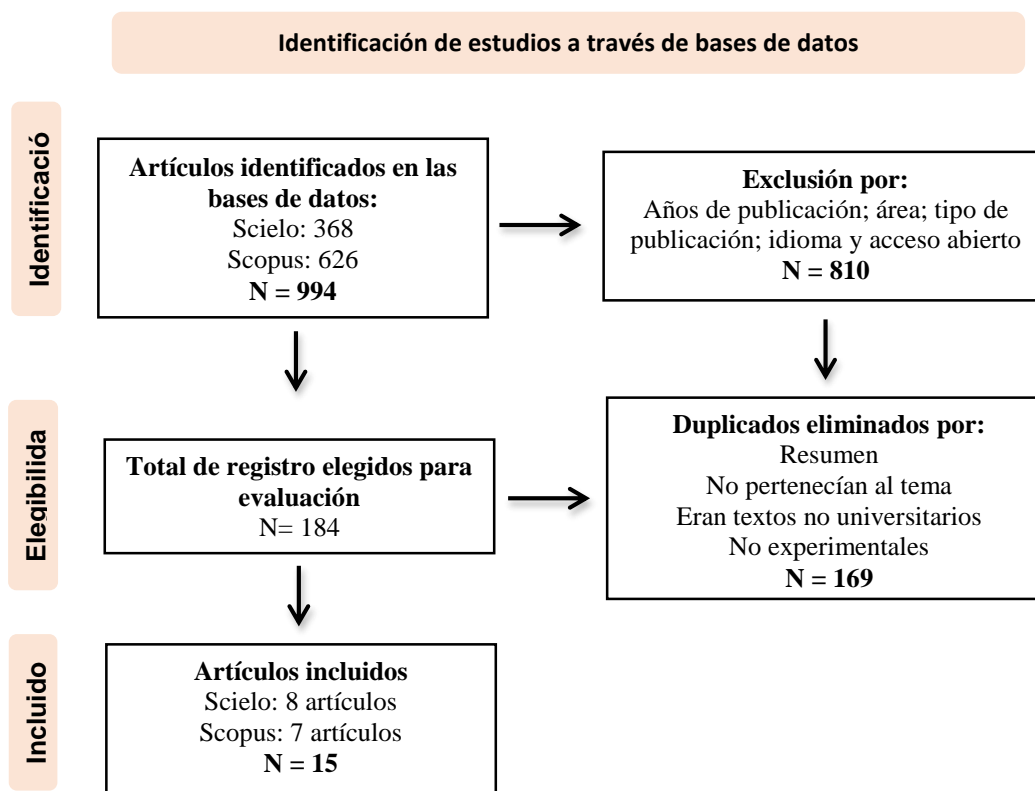 Identificación de estudios a través de bases de datos
Identificació
Artículos identificados en las
bases de datos:
Scielo: 368
Scopus: 626
N = 994
Exclusión por:
Años de publicación; área; tipo de
publicación; idioma y acceso abierto
N = 810
Elegibilida
Total de registro elegidos para
evaluación
N= 184
Duplicados eliminados por:
Resumen
No pertenecían al tema
Eran textos no universitarios
No experimentales
N = 169
Incluido
Artículos incluidos
Scielo: 8 artículos
Scopus: 7 artículos
N = 15